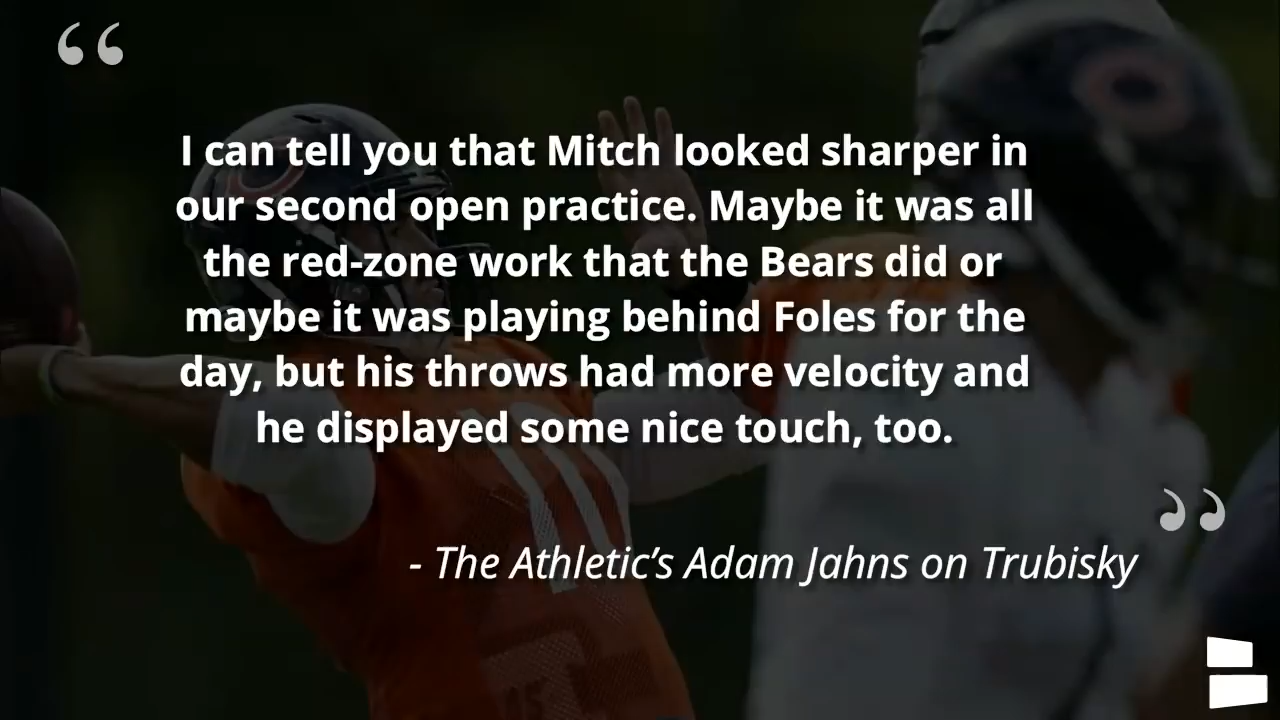 “
I can tell you that Mitch looked sharper in
our second open practice. Maybe it was all
the red-zone work that the Bears did or
maybe it was playing behind Foles for the
day, but his throws had more velocity and
he displayed some nice touch, too.
”
- The Athletic’s Adam Jahns on Trubisky